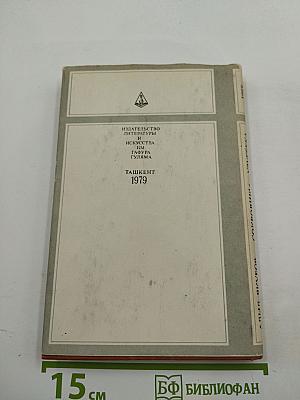 ИЗДАТЕЛЬСТВО
ЛИТЕРАТУРЫ
И
ИСКУССТВА
ИМ
ГАФУРА
ГУЛЯМА
ТАШКЕНТ
1979
15 СМ
БФ БИБЛИОФАН